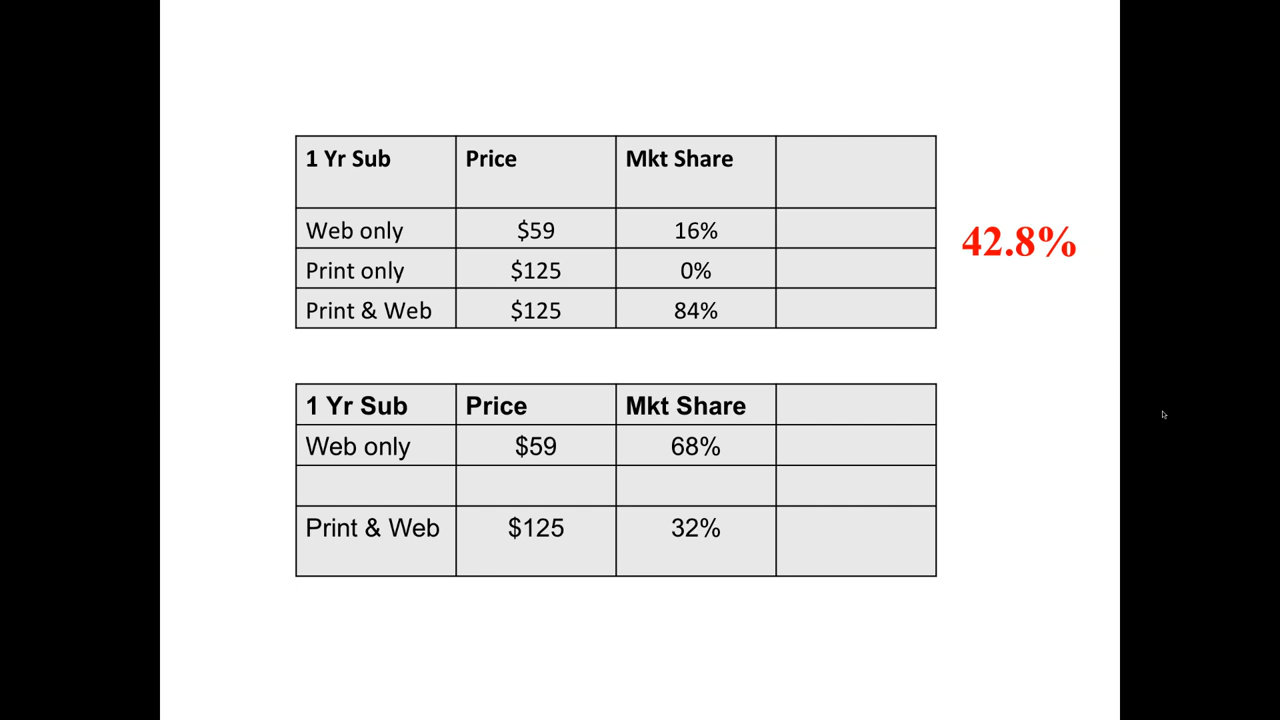 1 Yr Sub Price Mkt Share
Web only $59 16%
42.8%
Print only $125 0%
Print & Web $125 84%
1 Yr Sub Price Mkt Share
Web only $59 68%
Print & Web $125 32%